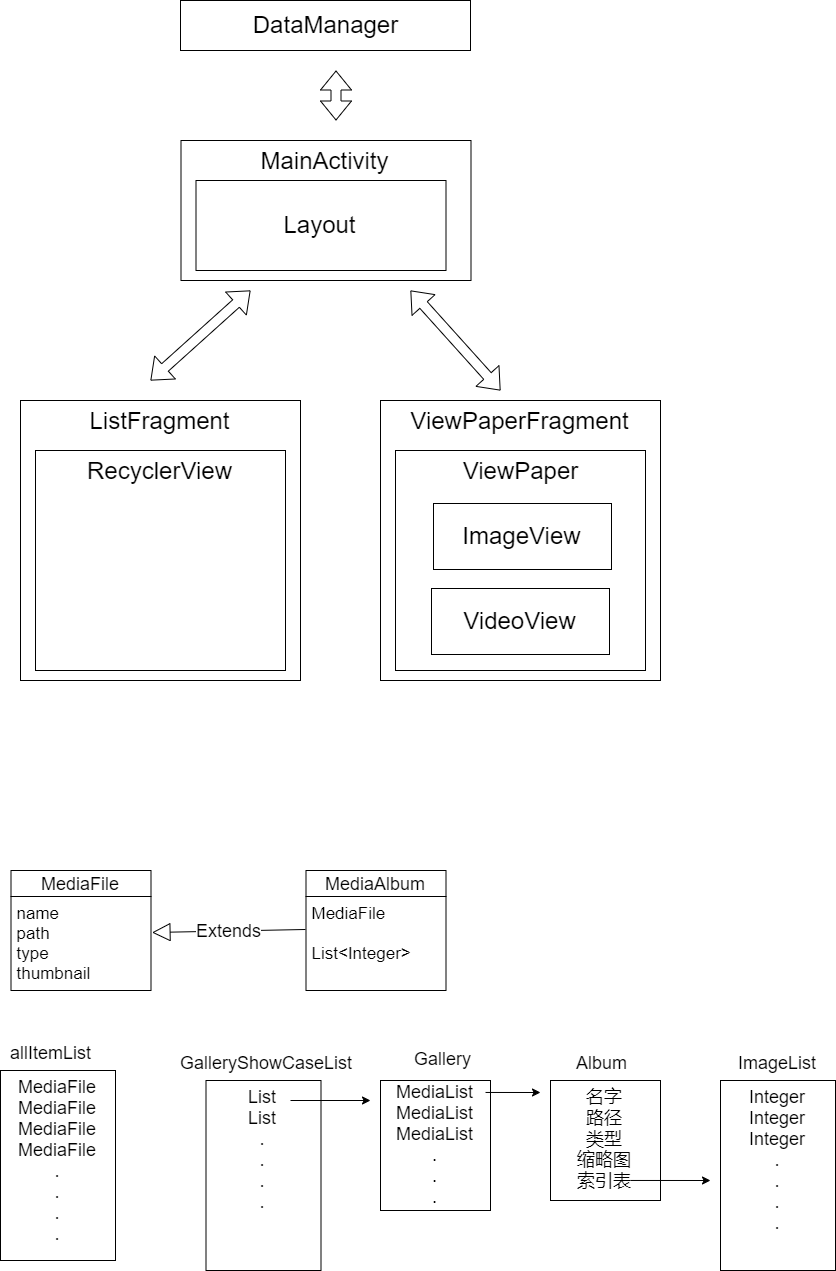 DataManager
MainActivity
Layout
ListFragment
RecyclerView
ViewPaperFragment
ViewPaper
ImageView
VideoView
MediaFile
name
path
type
thumbnail
Extends
MediaAlbum
MediaFile
List<Integer>
allItemList
MediaFile
MediaFile
MediaFile
MediaFile
.
.
.
.
GalleryShowCaseList
List
List
.
.
.
.
Gallery
MediaList
MediaList
MediaList
.
.
.
Album
名字
路径
类型
缩略图
索引表
ImageList
Integer
Integer
Integer
.
.
.
.